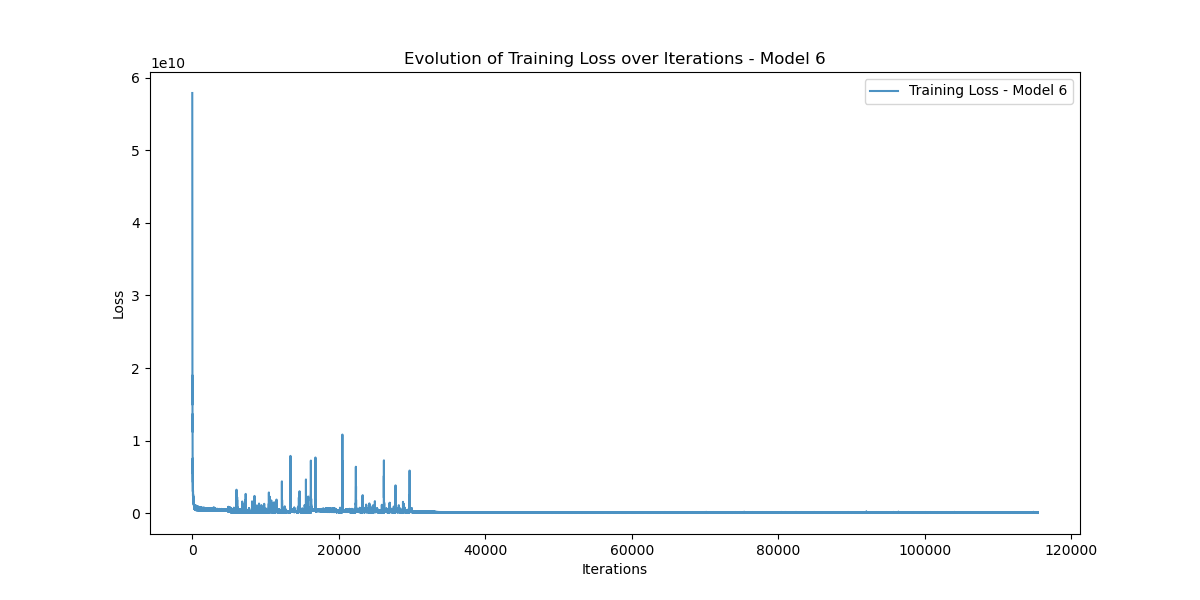 Evolution of Training Loss over Iterations - Model 6
1e10
6
5
4
3
2
1
0
Loss
Training Loss - Model 6
0 20000 40000 60000 80000 100000 120000
Iterations